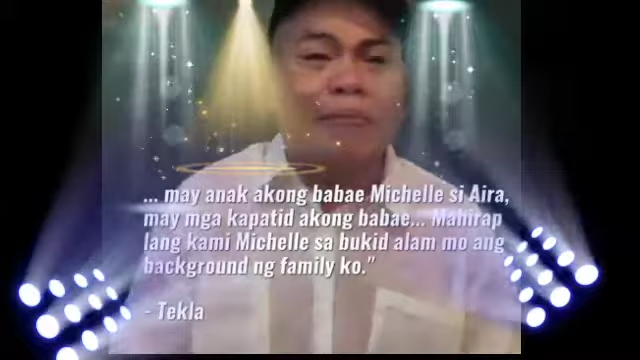 ... may anak akong babae Michelle si Aira,
may mga kapatid akong babae... Mahirap
lang kami Michelle sa bukid alam mo ang
background ng family ko."
- Tekla